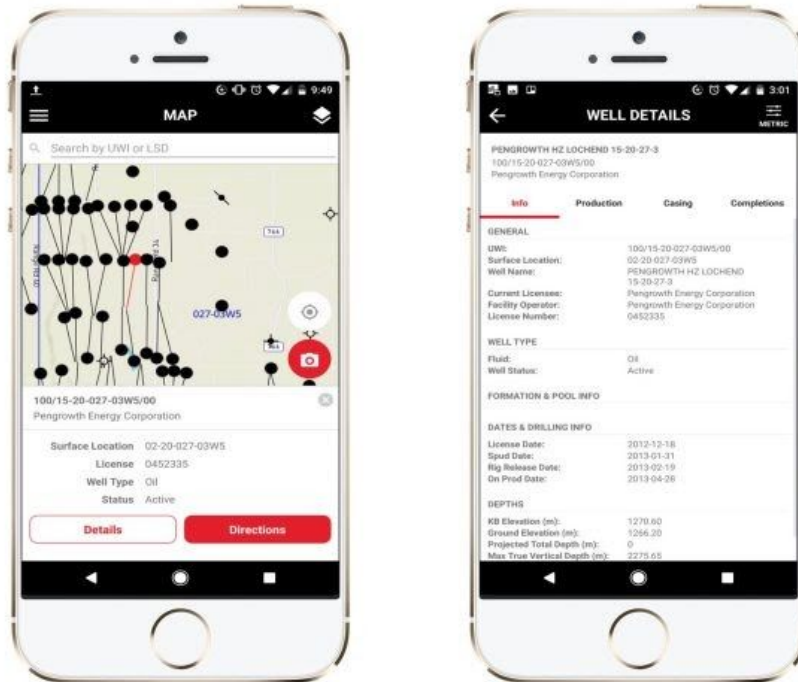 9:49
MAP
Search by UWI or LSD
766
027-03W5
100/15-20-027-03W5/00
Pengrowth Energy Corporation
Surface Location 02-20-027-03W5
License 0452335
Well Type Oil
Status Active
Details
Directions
3:01
WELL DETAILS
METRIC
PENGROWTH HZ LOCHEND 15-20-27-3
100/15-20-027-03W5/00
Pengrowth Energy Corporation
Info Production Casing Completions
GENERAL
UWI: 100/15-20-027-03W5/00
Surface Location: 02-20-027-03W5
Well Name: PENGROWTH HZ LOCHEND
15-20-27-3
Current Licensee: Pengrowth Energy Corporation
Facility Operator: Pengrowth Energy Corporation
License Number: 0452335
WELL TYPE
Fluid: Oil
Well Status: Active
FORMATION & POOL INFO
DATES & DRILLING INFO
License Date: 2012-12-18
Spud Date: 2013-01-31
Rig Release Date: 2013-02-19
On Prod Date: 2013-04-28
DEPTHS
KB Elevation (m): 1270.60
Ground Elevation (m): 1266.20
Projected Total Depth (m): 0
Max True Vertical Depth (m): 2275.65